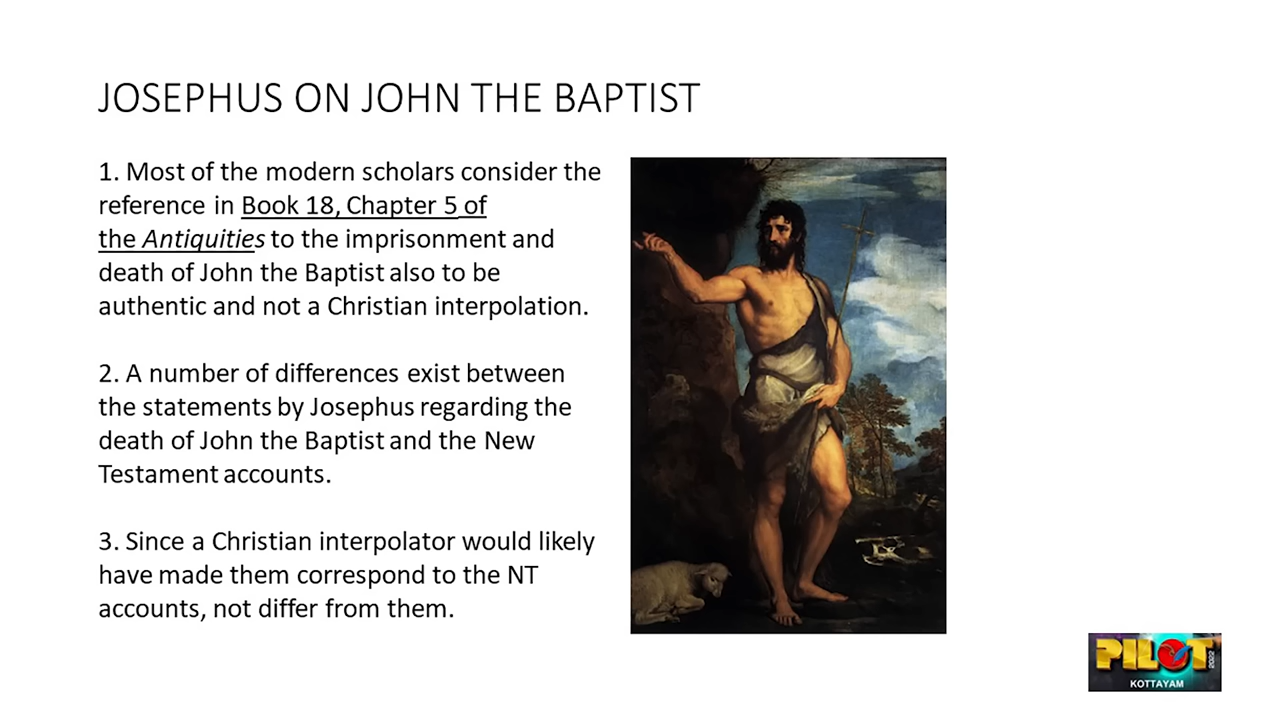 JOSEPHUS ON JOHN THE BAPTIST
1. Most of the modern scholars consider the
reference in Book 18, Chapter 5 of
the Antiquities to the imprisonment and
death of John the Baptist also to be
authentic and not a Christian interpolation.
2. A number of differences exist between
the statements by Josephus regarding the
death of John the Baptist and the New
Testament accounts.
3. Since a Christian interpolator would likely
have made them correspond to the NT
accounts, not differ from them.
PILOT
2022
KOTTAYAM